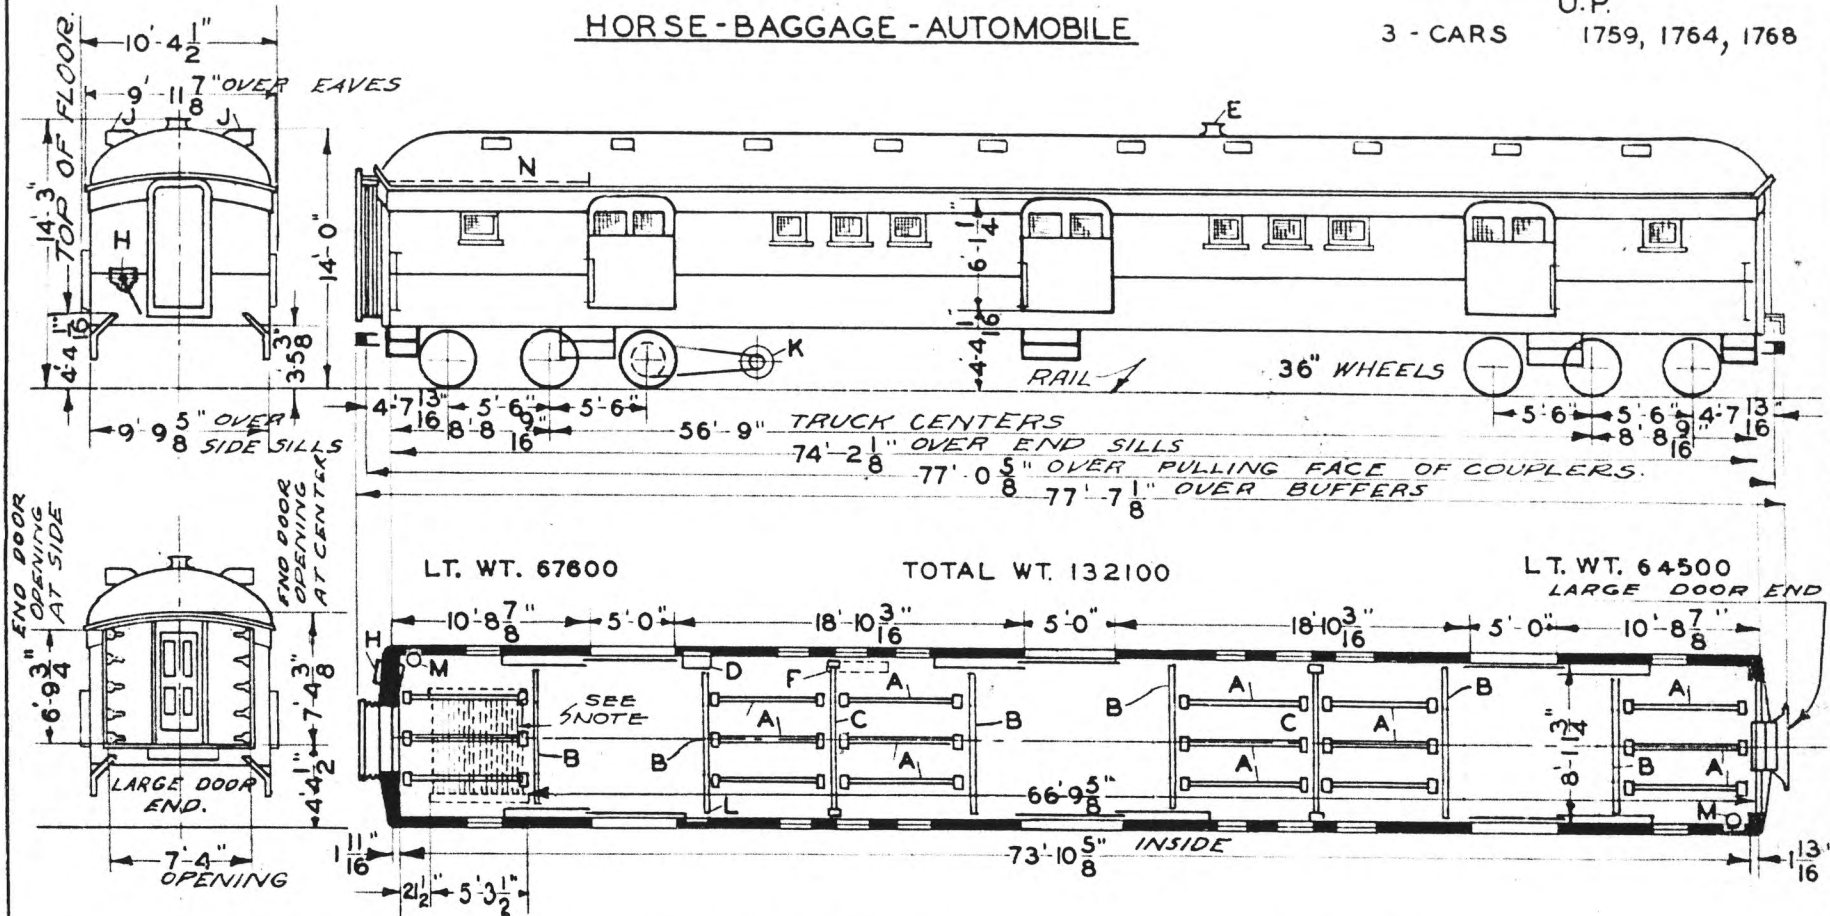 HORSE-BAGGAGE-AUTOMOBILE
U.P.
3 - CARS 1759, 1764, 1768
10'-4 1/2"
9' 11 7/8" OVER EAVES
J J
14'-3"
TOP OF FLOOR.
H
14'-0"
4'-4 1/16"
3'-5 3/8"
9'-9 5/8" OVER
SIDE SILLS
E
N
6'-1 1/4"
4'-4 1/16"
K
RAIL
36" WHEELS
4'-7 13/16" 5'-6" 5'-6"
5'-6" 5'-6" 4'-7 13/16"
8'-8 9/16" 56'-9" TRUCK CENTERS 8'-8 9/16"
74'-2 1/8" OVER END SILLS
77'-0 5/8" OVER PULLING FACE OF COUPLERS.
77'-7 1/8" OVER BUFFERS
END DOOR
OPENING
AT SIDE
END DOOR
OPENING
AT CENTER
6'-9 3/4"
7'-4 3/8"
4'-4 1/2"
LARGE DOOR
END.
7'-4"
OPENING
LT. WT. 67600
TOTAL WT. 132100
LT. WT. 64500
LARGE DOOR END
10'-8 7/8" 5'-0" 18'-10 3/16" 5'-0" 18'-10 3/16" 5'-0" 10'-8 7/8"
H M D F A B A B A
SEE
NOTE
A C B B C A
B B A A B A
L M
8'-1 3/4"
66'-9 5/8"
73'-10 5/8" INSIDE
1 11/16"
1 13/16"
21 1/2" 5'-3 1/2"